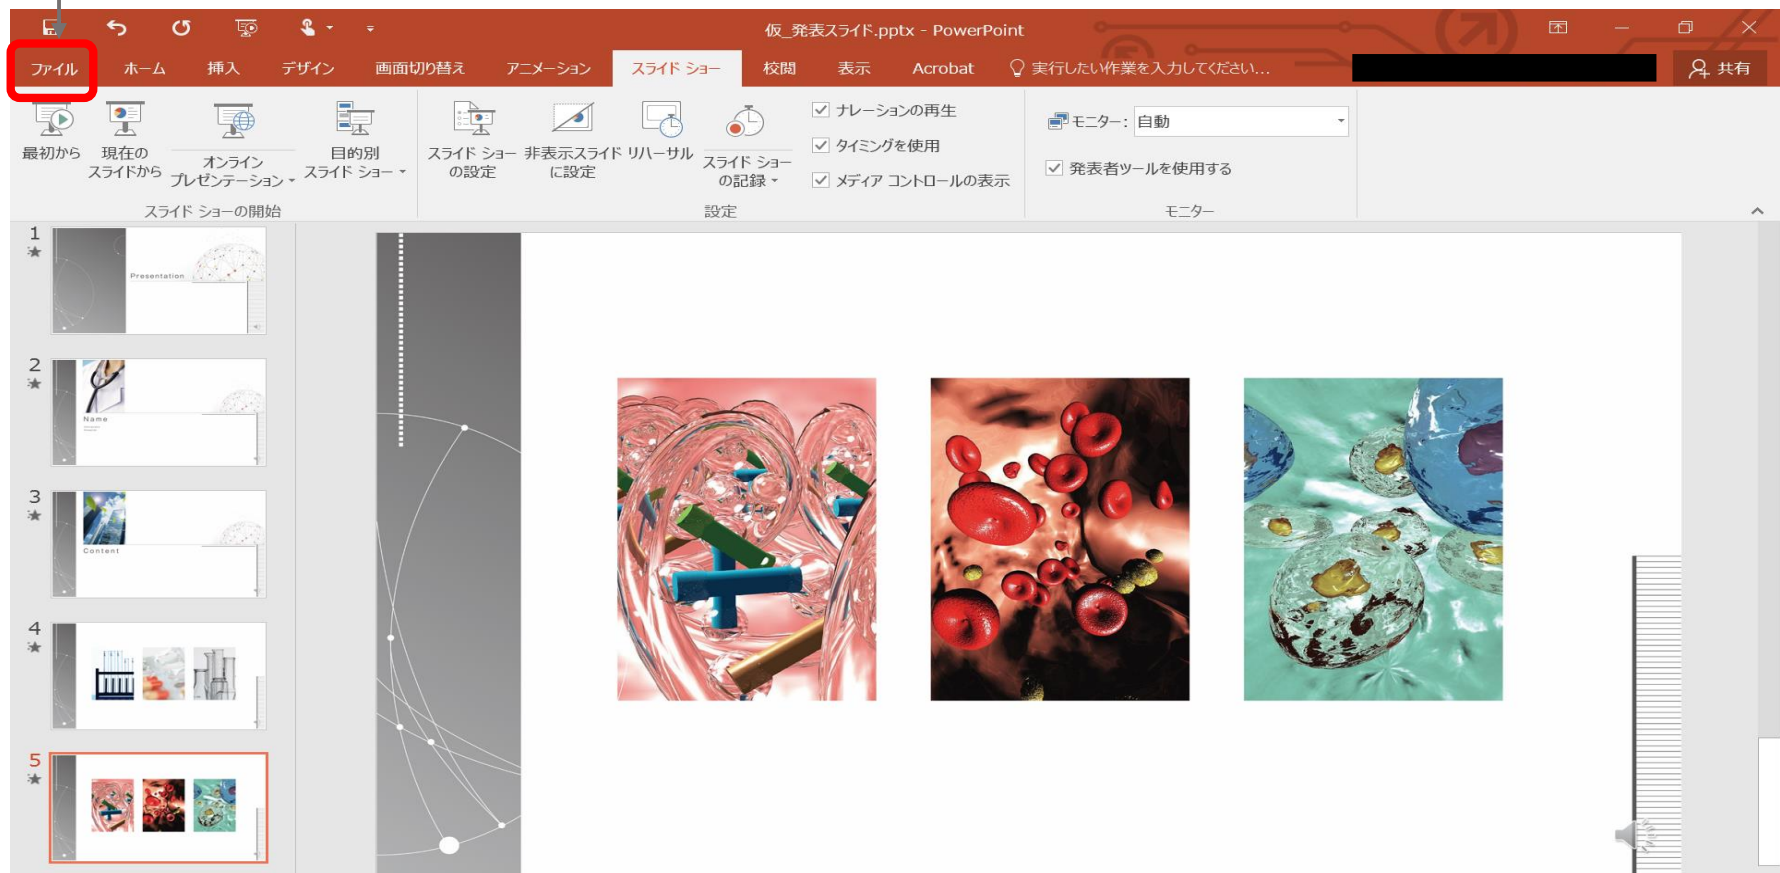 仮_発表スライド.pptx - PowerPoint
ファイル
ホーム
挿入
デザイン
画面切り替え
アニメーション
スライド ショー
校閲
表示
Acrobat
実行したい作業を入力してください...
共有
最初から
現在の
スライドから
オンライン
プレゼンテーション
目的別
スライド ショー
スライド ショー
の設定
非表示スライド
に設定
リハーサル
スライド ショー
の記録
ナレーションの再生
タイミングを使用
メディア コントロールの表示
モニター:
自動
発表者ツールを使用する
スライド ショーの開始
設定
モニター
1
Presentation
2
Name
3
Content
4
5